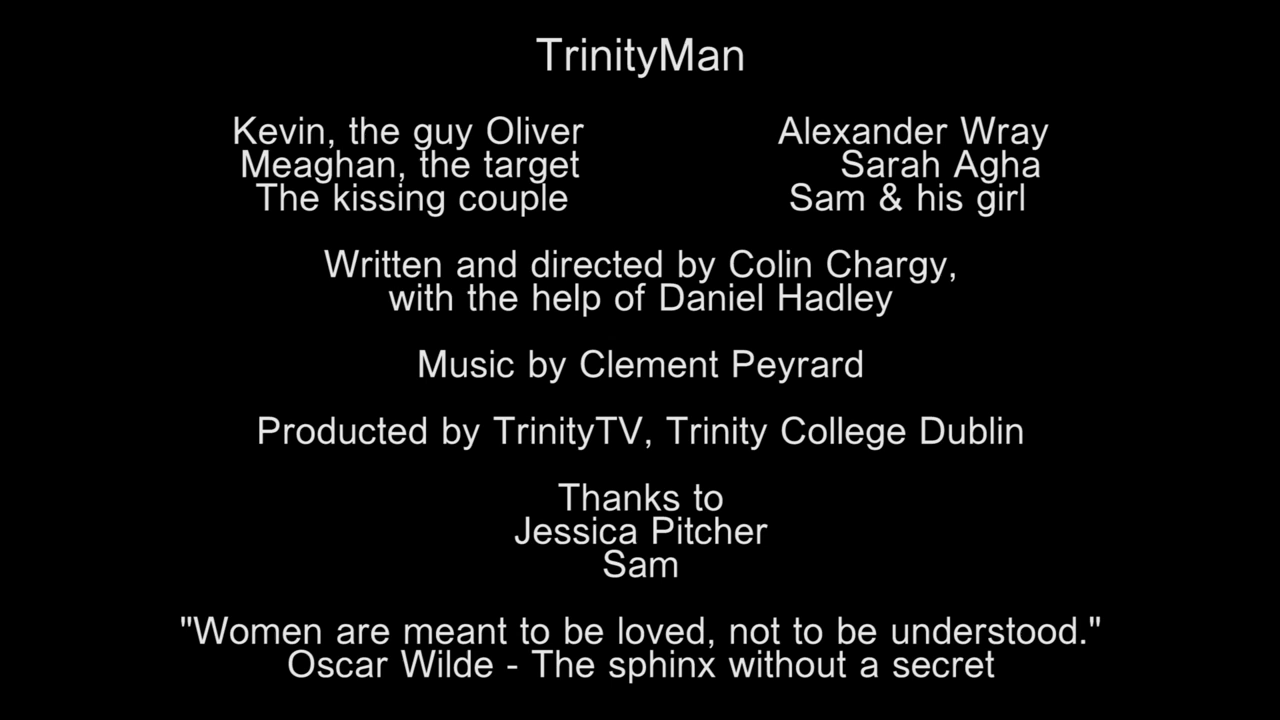 TrinityMan
Kevin, the guy Oliver Alexander Wray
Meaghan, the target Sarah Agha
The kissing couple Sam & his girl
Written and directed by Colin Chargy,
with the help of Daniel Hadley
Music by Clement Peyrard
Producted by TrinityTV, Trinity College Dublin
Thanks to
Jessica Pitcher
Sam
"Women are meant to be loved, not to be understood."
Oscar Wilde - The sphinx without a secret